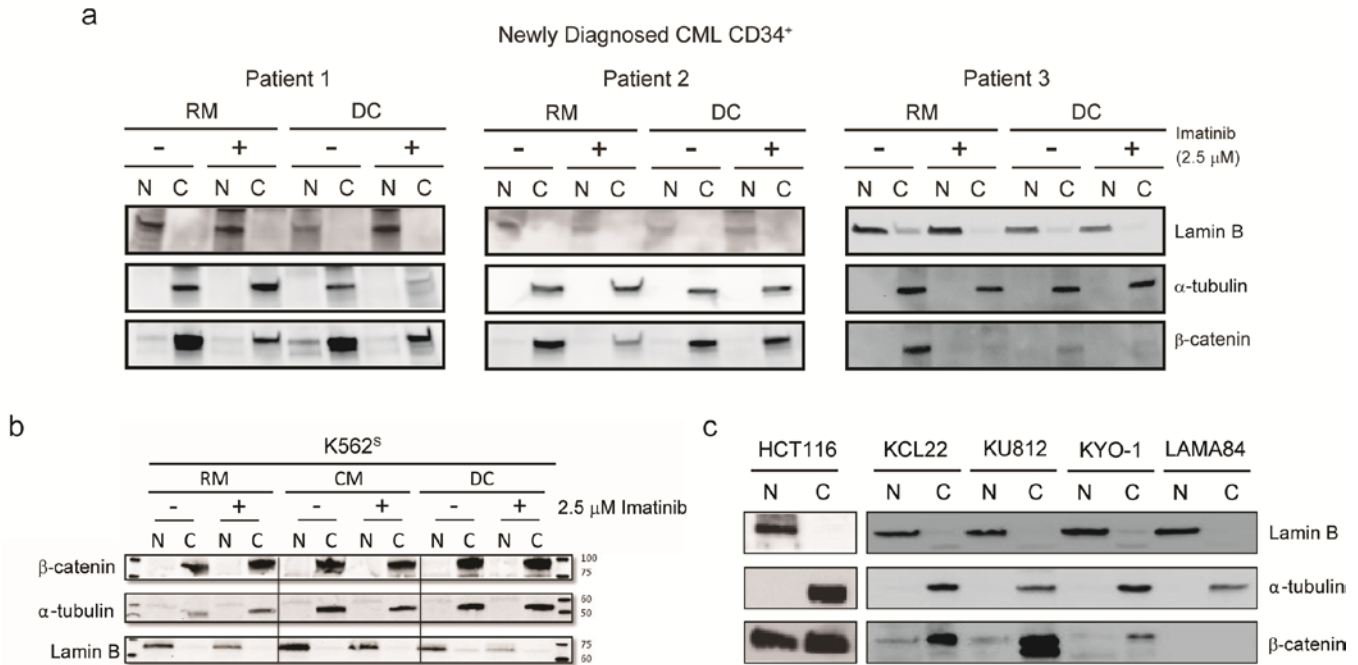 a
Newly Diagnosed CML CD34⁺
Patient 1 Patient 2 Patient 3
RM DC RM DC RM DC
- + - + - + - + - + - + Imatinib
(2.5 µM)
N C N C N C N C N C N C N C N C N C N C N C N C
Lamin B
α-tubulin
β-catenin
b
K562ˢ
RM CM DC
- + - + - + 2.5 µM Imatinib
N C N C N C N C N C N C
β-catenin 100
75
α-tubulin 60
50
Lamin B 75
60
c
HCT116 KCL22 KU812 KYO-1 LAMA84
N C N C N C N C N C
Lamin B
α-tubulin
β-catenin